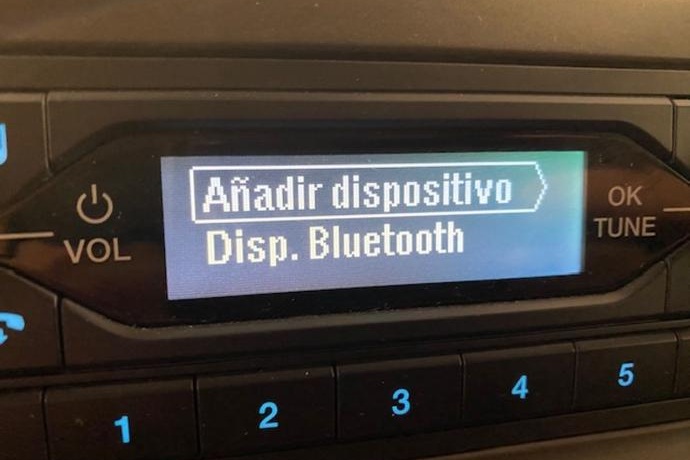 Añadir dispositivo
Disp. Bluetooth
VOL
OK
TUNE
1
2
3
4
5